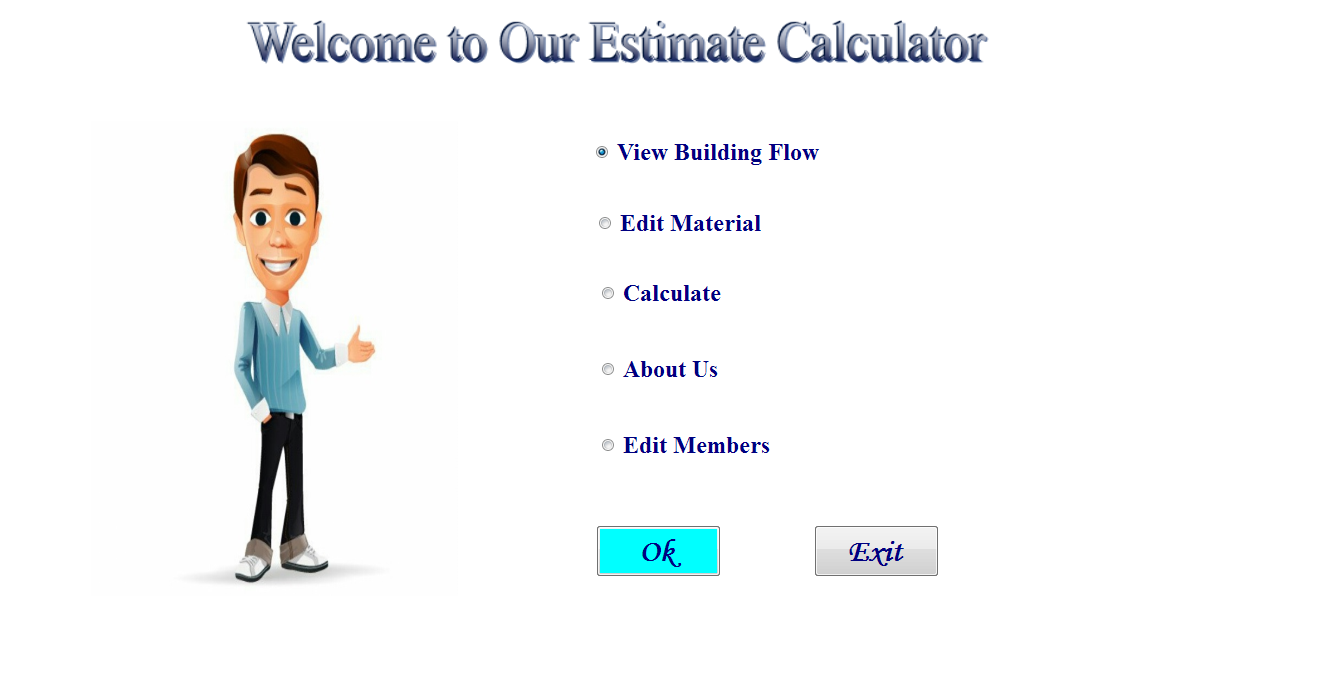 Welcome to Our Estimate Calculator
View Building Flow
Edit Material
Calculate
About Us
Edit Members
Ok
Exit